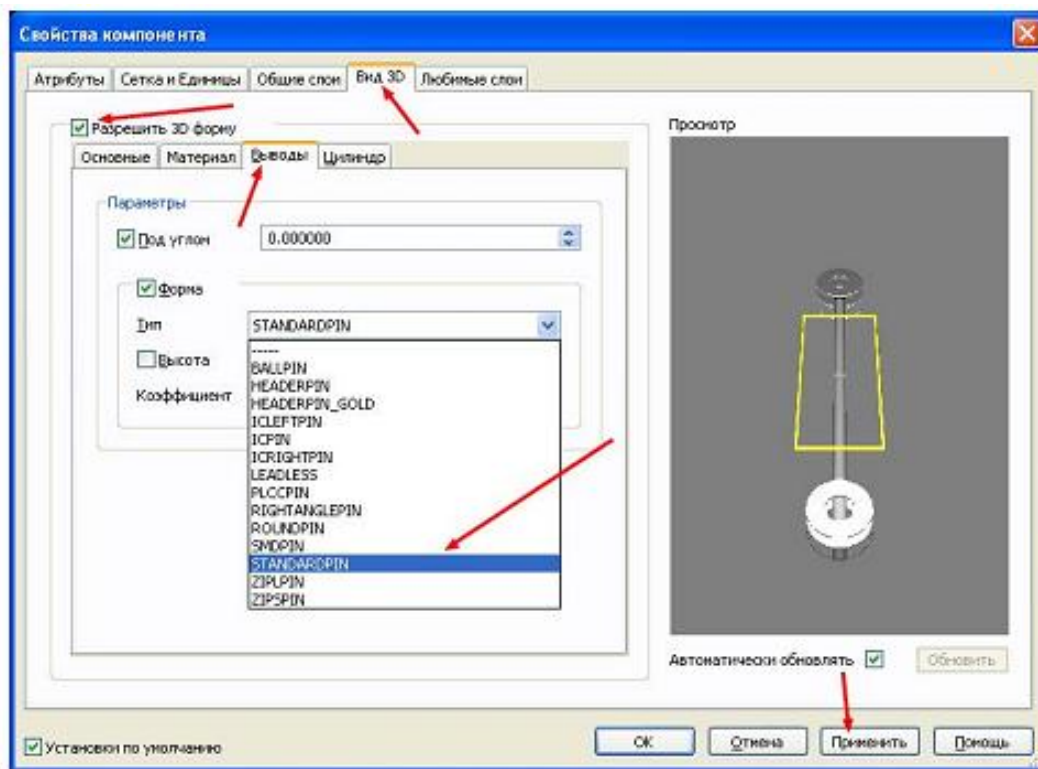 Свойства компонента
Атрибуты Сетка и Единицы Общие слои Вид 3D Любимые слои
Разрешить 3D форму
Просмотр
Основные Материал Выводы Цилиндр
Параметры
Под углом 0.000000
Форма
Тип STANDARDPIN
-----
Высота
BALLPIN
HEADERPIN
Коэффициент
HEADERPIN_GOLD
ICLEFTPIN
ICPIN
ICRIGHTPIN
LEADLESS
PLCCPIN
RIGHTANGLEPIN
ROUNDPIN
SMDPIN
STANDARDPIN
ZIPLPIN
ZIPSPIN
Автоматически обновлять Обновить
Установки по умолчанию OK Отмена Применить Помощь